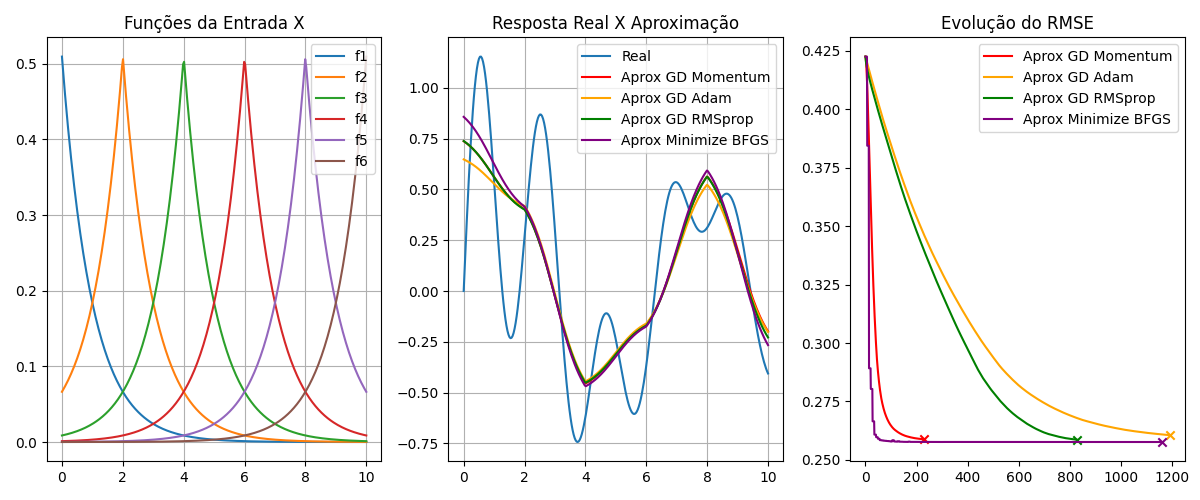 Funções da Entrada X
0.5
0.4
0.3
0.2
0.1
0.0
0
2
4
6
8
10
f1
f2
f3
f4
f5
f6
Resposta Real X Aproximação
1.00
0.75
0.50
0.25
0.00
−0.25
−0.50
−0.75
0
2
4
6
8
10
Real
Aprox GD Momentum
Aprox GD Adam
Aprox GD RMSprop
Aprox Minimize BFGS
Evolução do RMSE
0.425
0.400
0.375
0.350
0.325
0.300
0.275
0.250
0
200
400
600
800
1000
1200
Aprox GD Momentum
Aprox GD Adam
Aprox GD RMSprop
Aprox Minimize BFGS